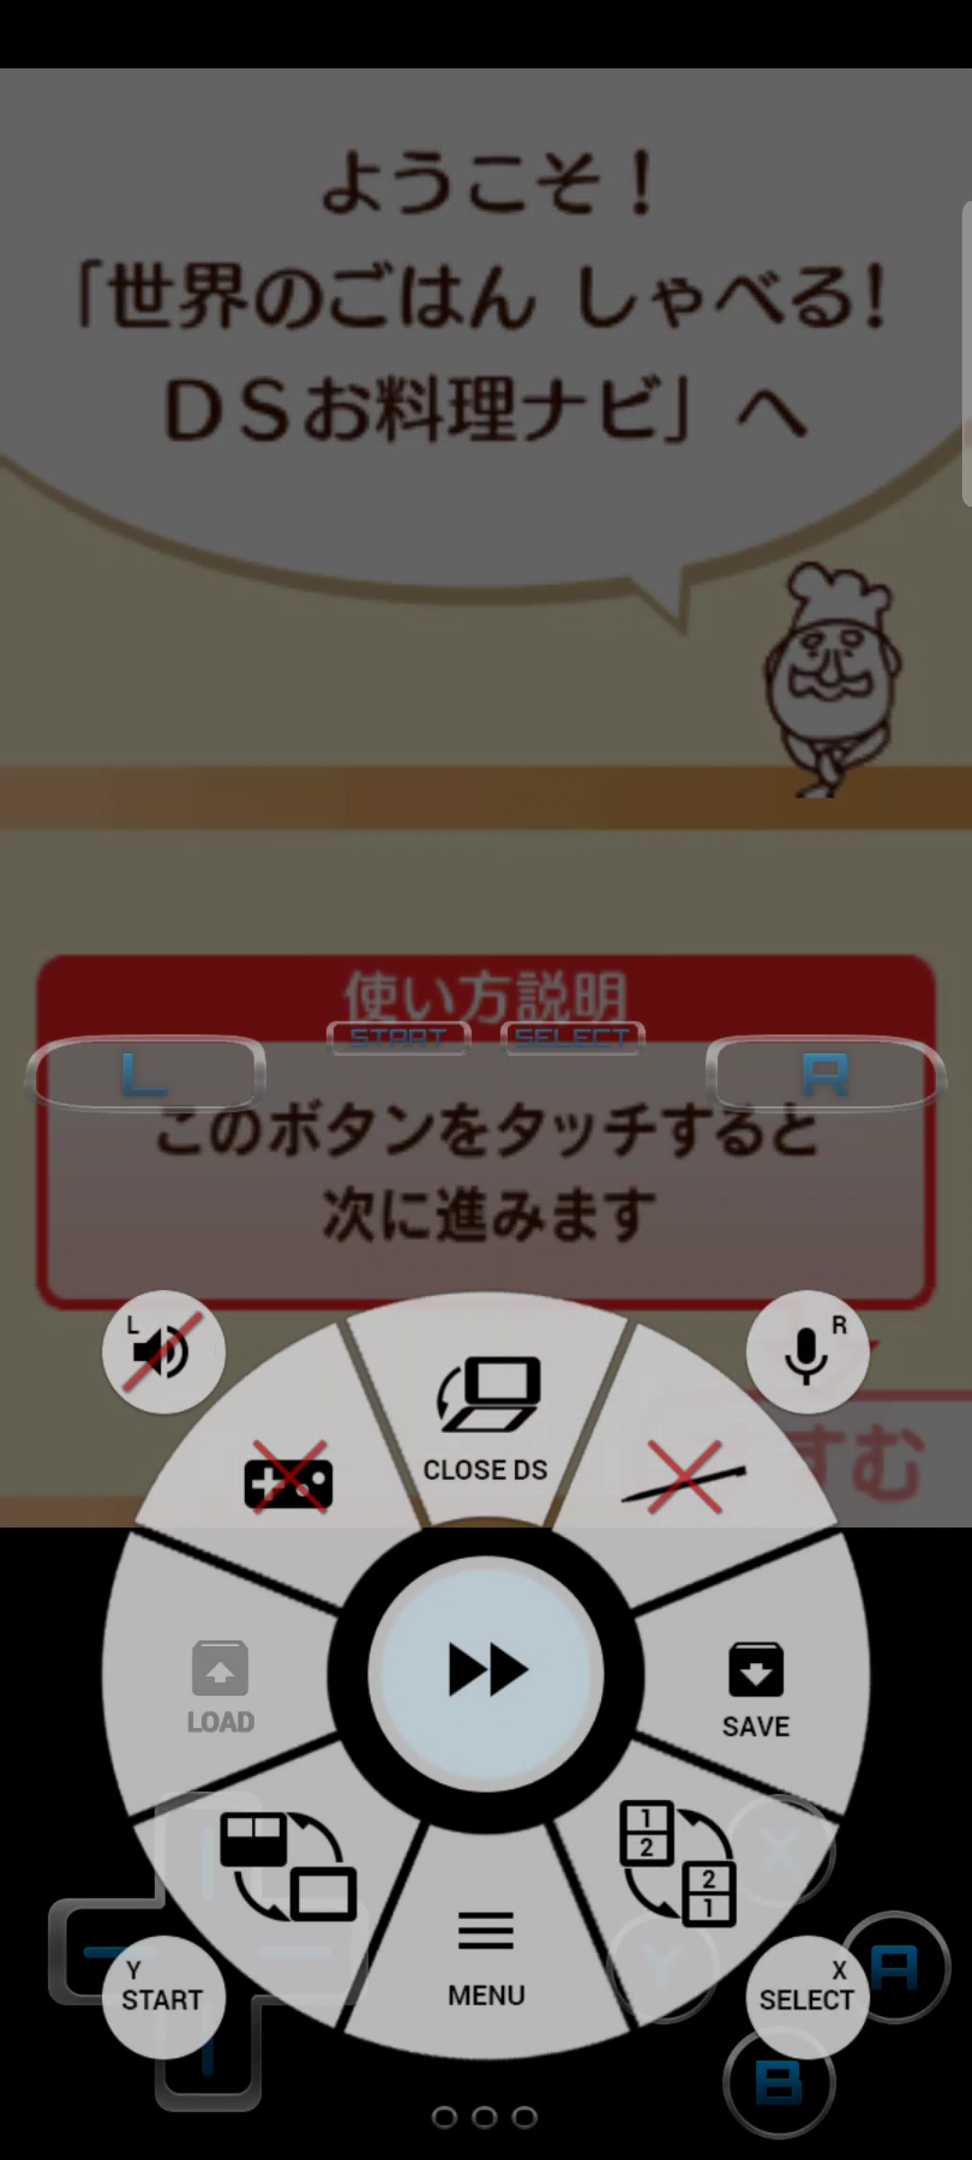 ようこそ！
「世界のごはん しゃべる！
ＤＳお料理ナビ」へ
使い方説明
START SELECT
L R
このボタンをタッチすると
次に進みます
L
R
CLOSE DS
すむ
LOAD
SAVE
1
2
2
1
X
Y
A
MENU
Y
START
X
SELECT
B